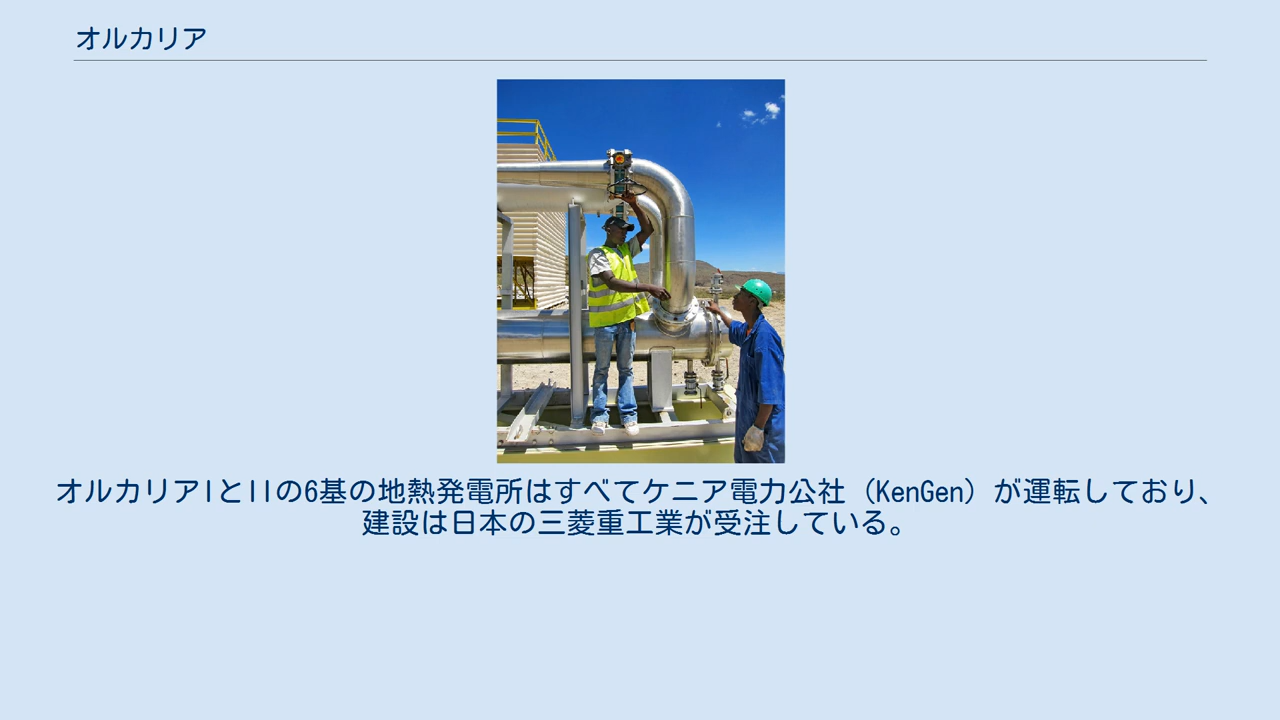 オルカリア
オルカリアIとIIの6基の地熱発電所はすべてケニア電力公社（KenGen）が運転しており、
建設は日本の三菱重工業が受注している。